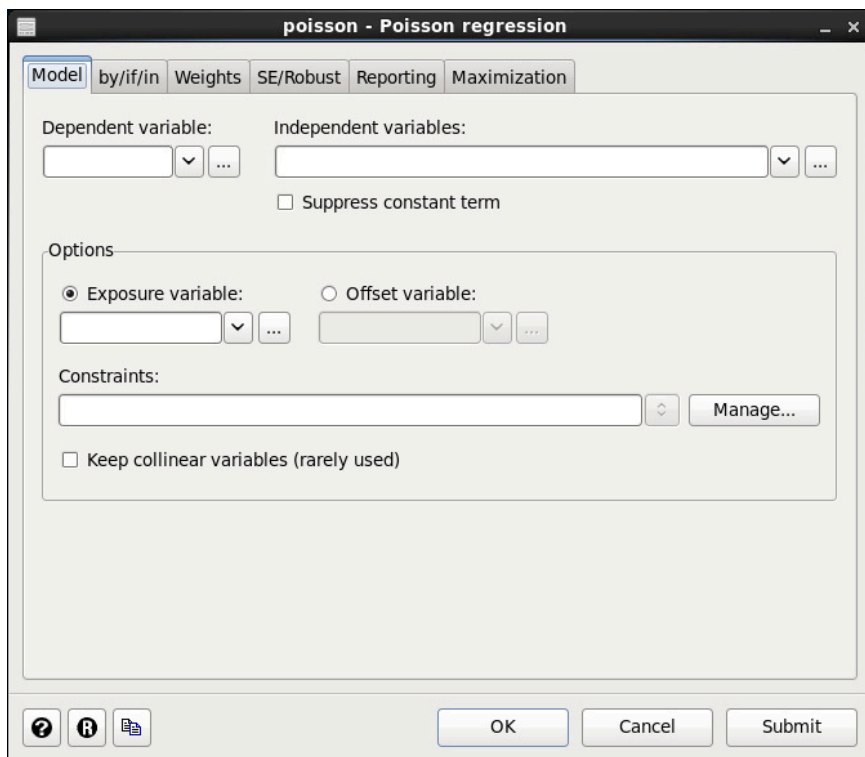 poisson - Poisson regression
Model by/if/in Weights SE/Robust Reporting Maximization
Dependent variable: Independent variables:
... ...
Suppress constant term
Options
Exposure variable: Offset variable:
... ...
Constraints:
Manage...
Keep collinear variables (rarely used)
? R OK Cancel Submit